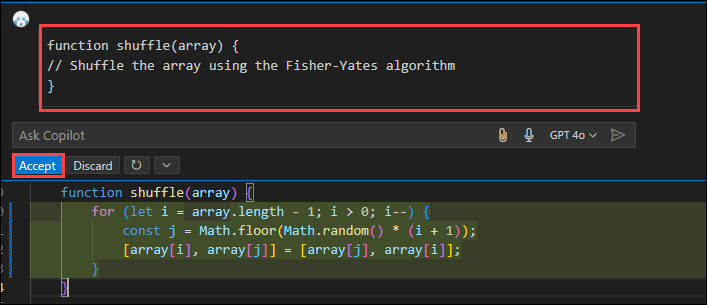 function shuffle(array) {
// Shuffle the array using the Fisher-Yates algorithm
}
Ask Copilot
GPT 4o
Accept
Discard
function shuffle(array) {
for (let i = array.length - 1; i > 0; i--) {
const j = Math.floor(Math.random() * (i + 1));
[array[i], array[j]] = [array[j], array[i]];
}
}